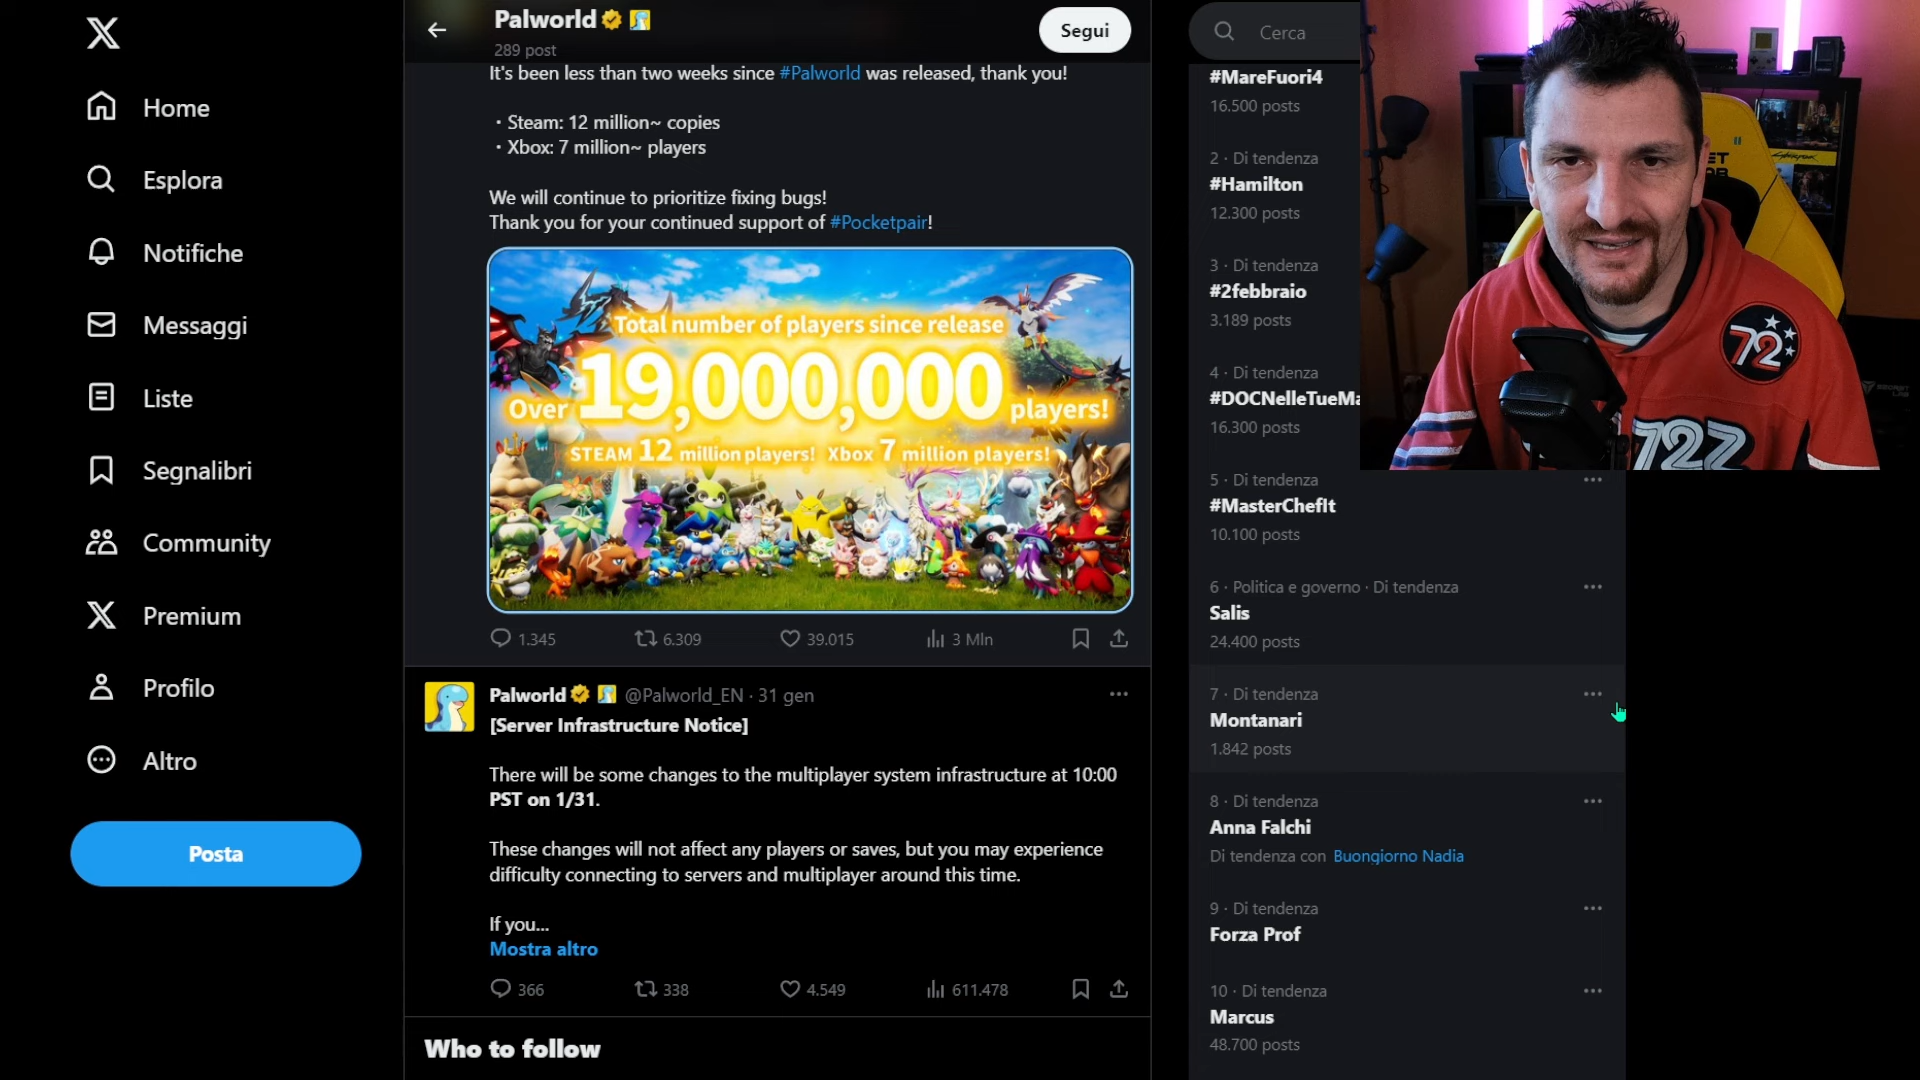 Home
Esplora
Notifiche
Messaggi
Liste
Segnalibri
Community
Premium
Profilo
Altro
Posta
Palworld
289 post
Segui
It's been less than two weeks since #Palworld was released, thank you!
・Steam: 12 million~ copies
・Xbox: 7 million~ players
We will continue to prioritize fixing bugs!
Thank you for your continued support of #Pocketpair!
Total number of players since release
Over 19,000,000 players!
STEAM 12 million players! Xbox 7 million players!
1.345 6.309 39.015 3 Mln
Palworld @Palworld_EN · 31 gen
[Server Infrastructure Notice]
There will be some changes to the multiplayer system infrastructure at 10:00
PST on 1/31.
These changes will not affect any players or saves, but you may experience
difficulty connecting to servers and multiplayer around this time.
If you...
Mostra altro
366 338 4.549 611.478
Who to follow
Cerca
#MareFuori4
16.500 posts
2 · Di tendenza
#Hamilton
12.300 posts
3 · Di tendenza
#2febbraio
3.189 posts
4 · Di tendenza
#DOCNelleTueMa
16.300 posts
5 · Di tendenza
#MasterChefIt
10.100 posts
6 · Politica e governo · Di tendenza
Salis
24.400 posts
7 · Di tendenza
Montanari
1.842 posts
8 · Di tendenza
Anna Falchi
Di tendenza con Buongiorno Nadia
9 · Di tendenza
Forza Prof
10 · Di tendenza
Marcus
48.700 posts
72
72